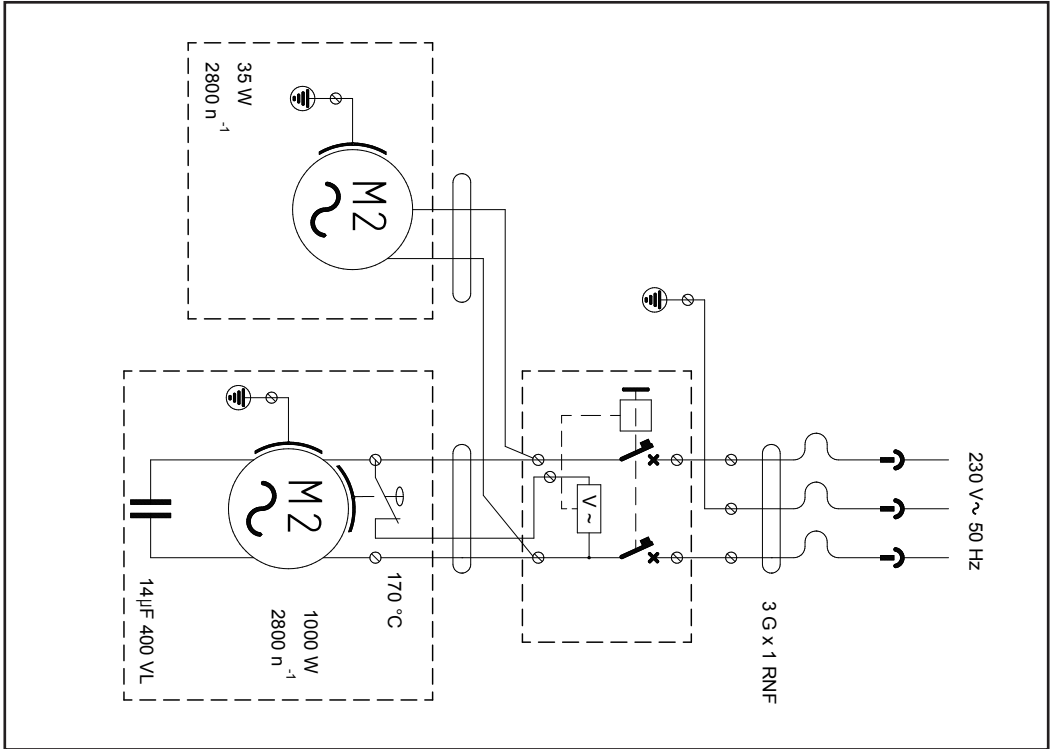 230 V~ 50 Hz
3 G x 1 RNF
V~
170 °C
M2
M2
1000 W
2800 n⁻¹
35 W
2800 n⁻¹
14µF 400 VL